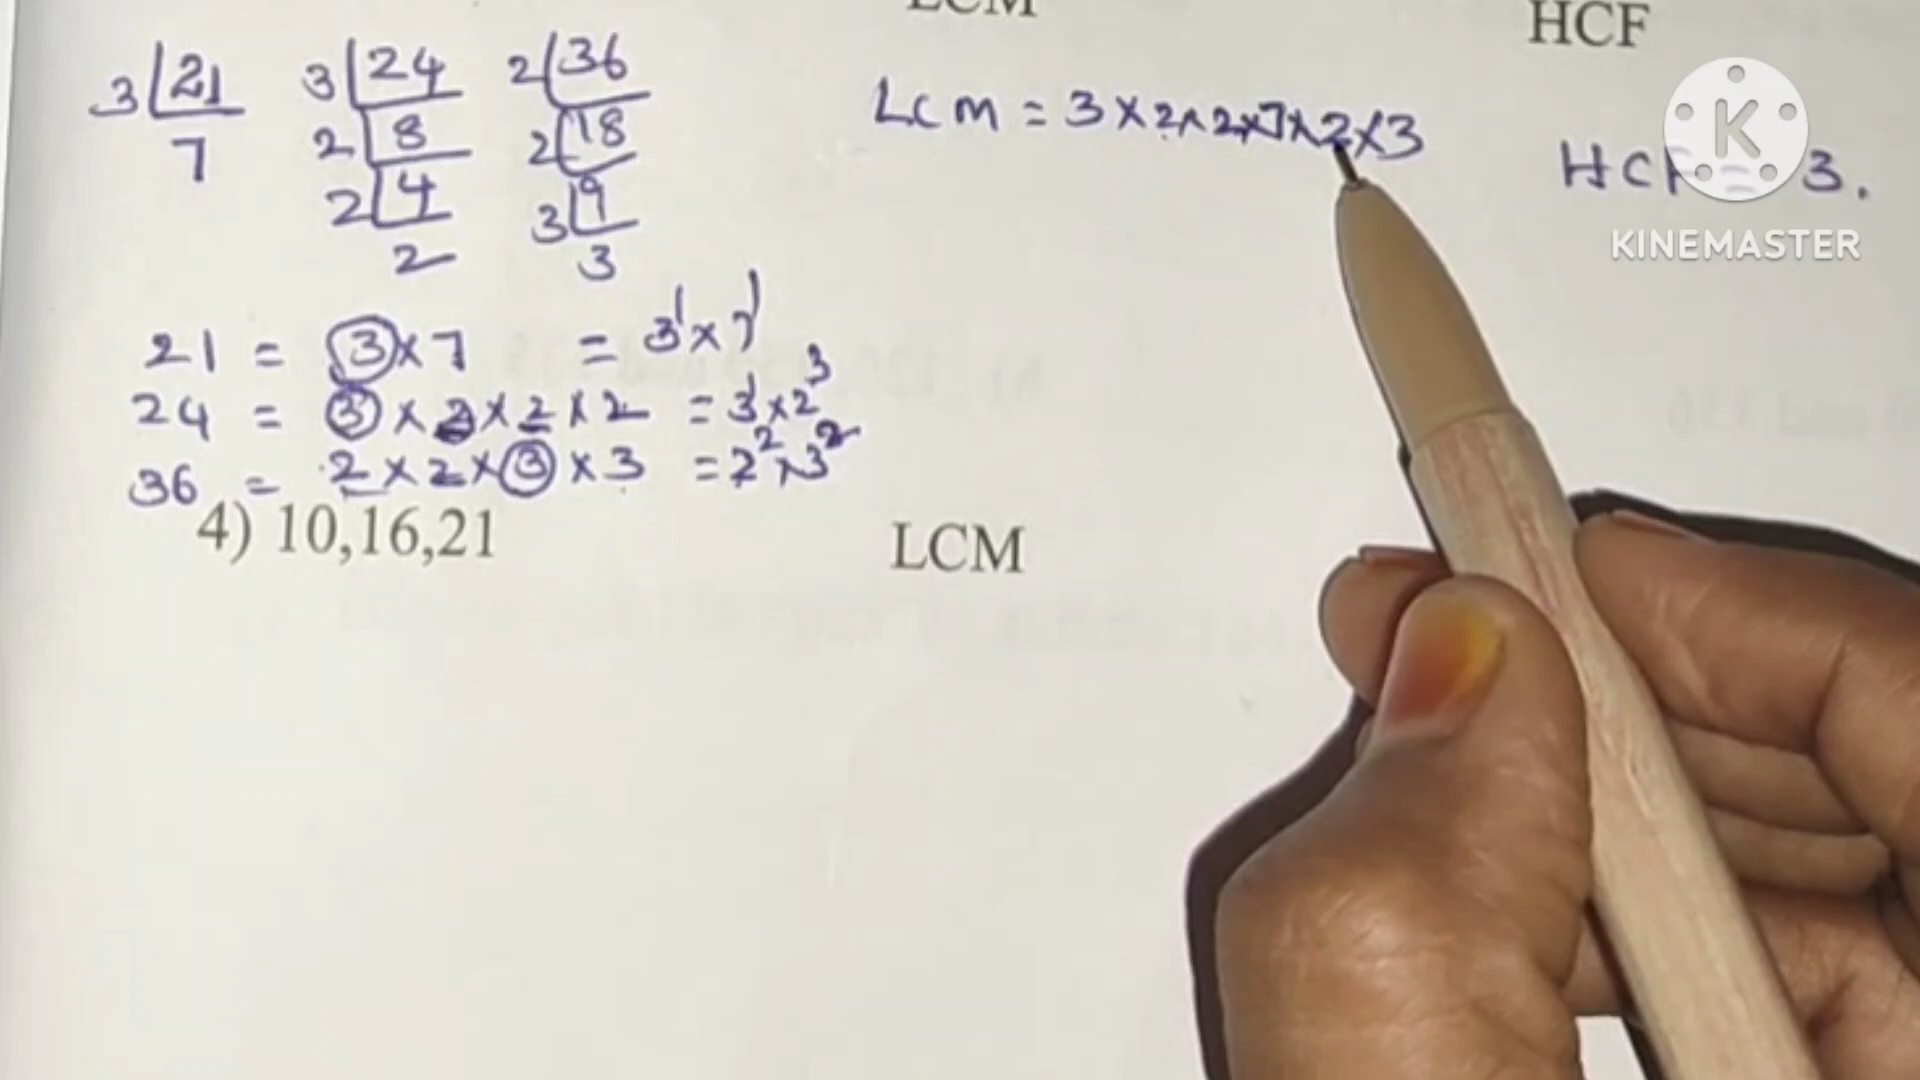 LCM HCF
3 21 3 24 2 36
7 2 8 2 18
2 4 3 9
2 3
LCM = 3 × 2 × 2 × 7 × 2 × 3
HCF = 3.
K
KINEMASTER
21 = 3 × 7 = 3¹ × 7¹
24 = 3 × 2 × 2 × 2 = 3¹ × 2³
36 = 2 × 2 × 3 × 3 = 2² × 3²
4) 10,16,21 LCM